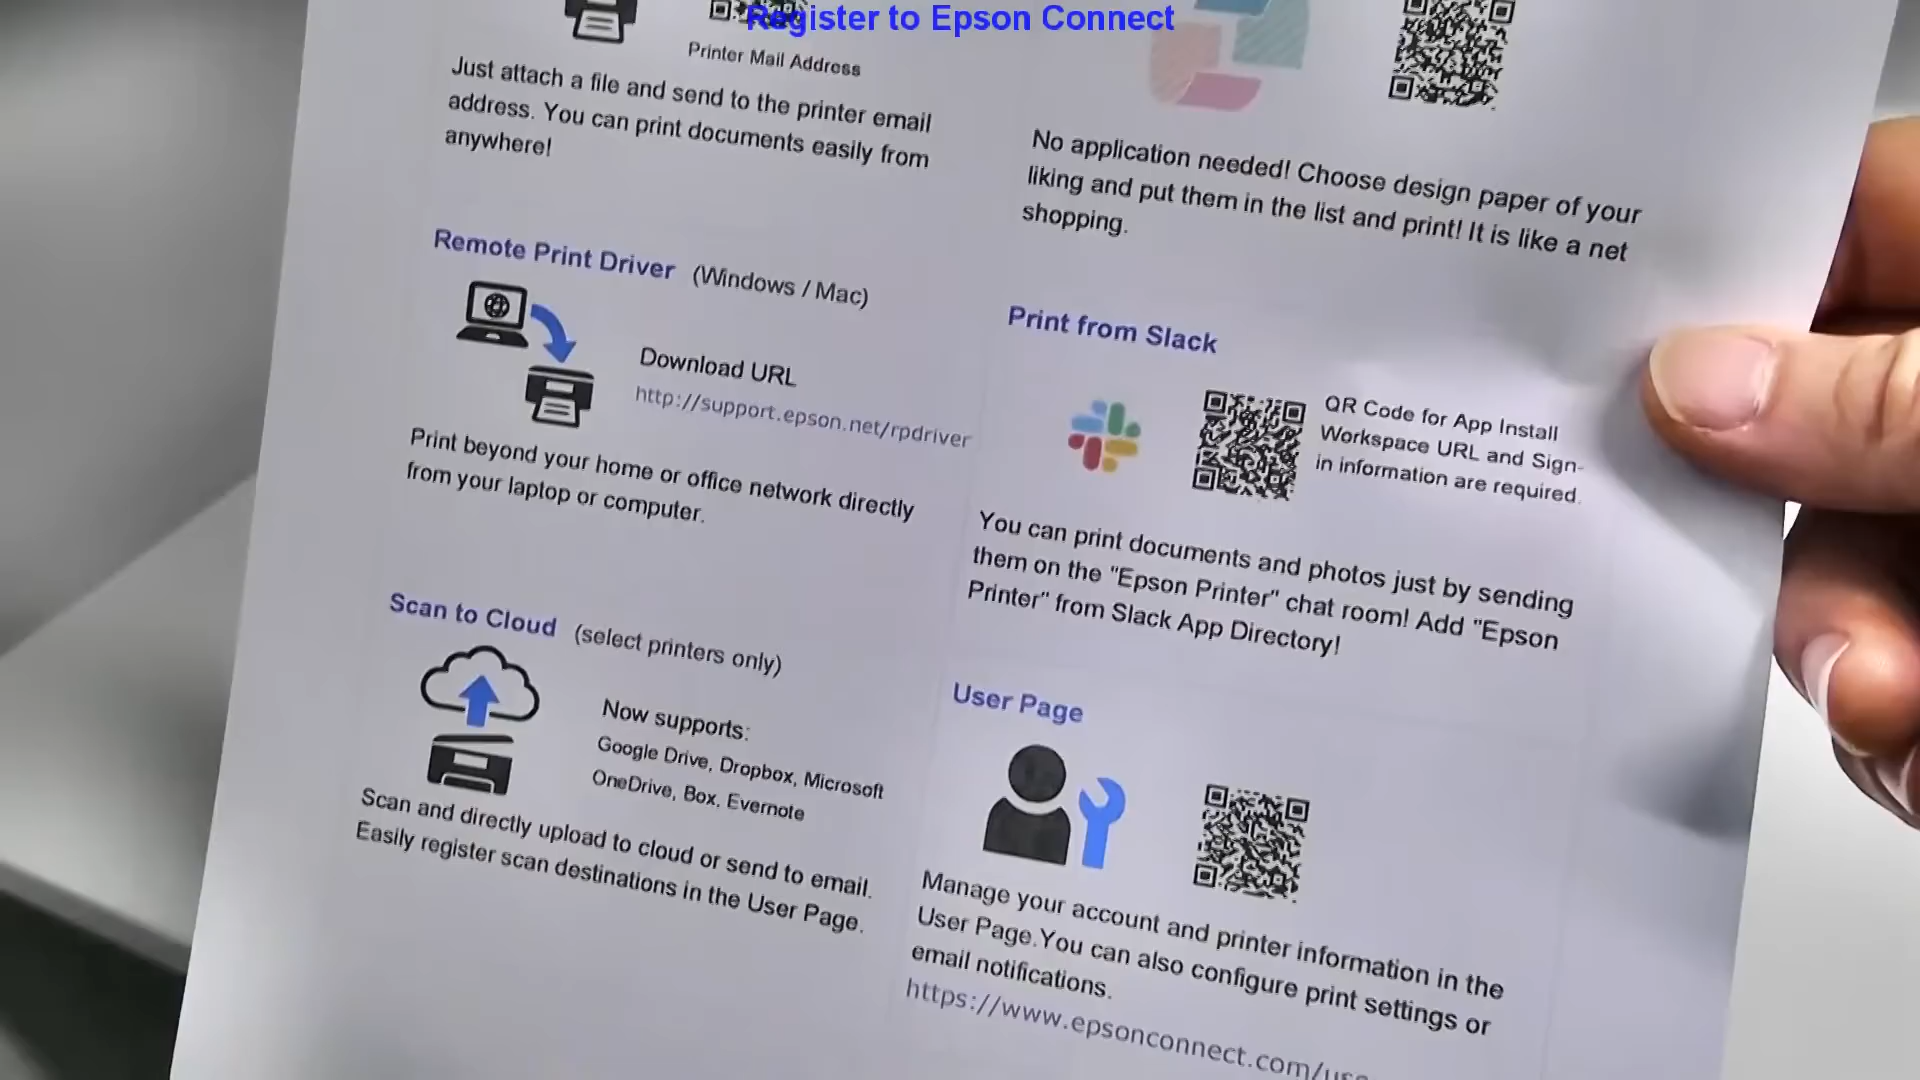 Register to Epson Connect
Printer Mail Address
Just attach a file and send to the printer email
address. You can print documents easily from
anywhere!
Remote Print Driver (Windows / Mac)
Download URL
http://support.epson.net/rpdriver
Print beyond your home or office network directly
from your laptop or computer.
Scan to Cloud (select printers only)
Now supports:
Google Drive, Dropbox, Microsoft
OneDrive, Box, Evernote
Scan and directly upload to cloud or send to email.
Easily register scan destinations in the User Page.
No application needed! Choose design paper of your
liking and put them in the list and print! It is like a net
shopping.
Print from Slack
QR Code for App Install
Workspace URL and Sign-
in information are required.
You can print documents and photos just by sending
them on the "Epson Printer" chat room! Add "Epson
Printer" from Slack App Directory!
User Page
Manage your account and printer information in the
User Page.You can also configure print settings or
email notifications.
https://www.epsonconnect.com/use